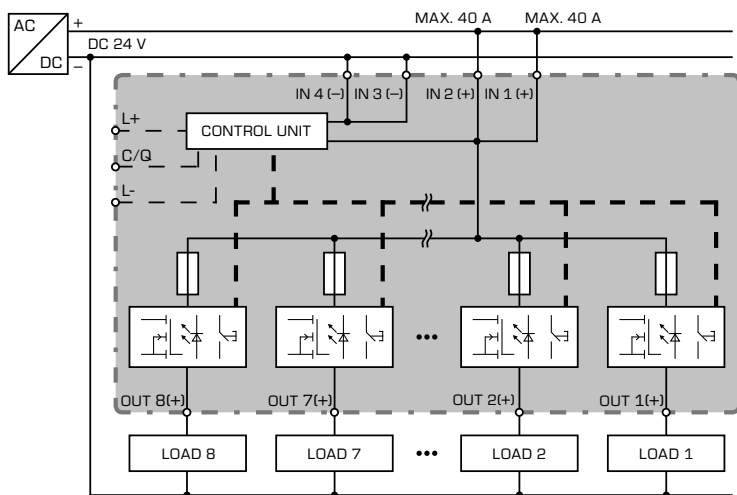 AC
DC
+
–
DC 24 V
MAX. 40 A
MAX. 40 A
IN 4 (–)
IN 3 (–)
IN 2 (+)
IN 1 (+)
L+
C/Q
L-
CONTROL UNIT
•••
OUT 8(+)
OUT 7(+)
OUT 2(+)
OUT 1(+)
LOAD 8
LOAD 7
•••
LOAD 2
LOAD 1